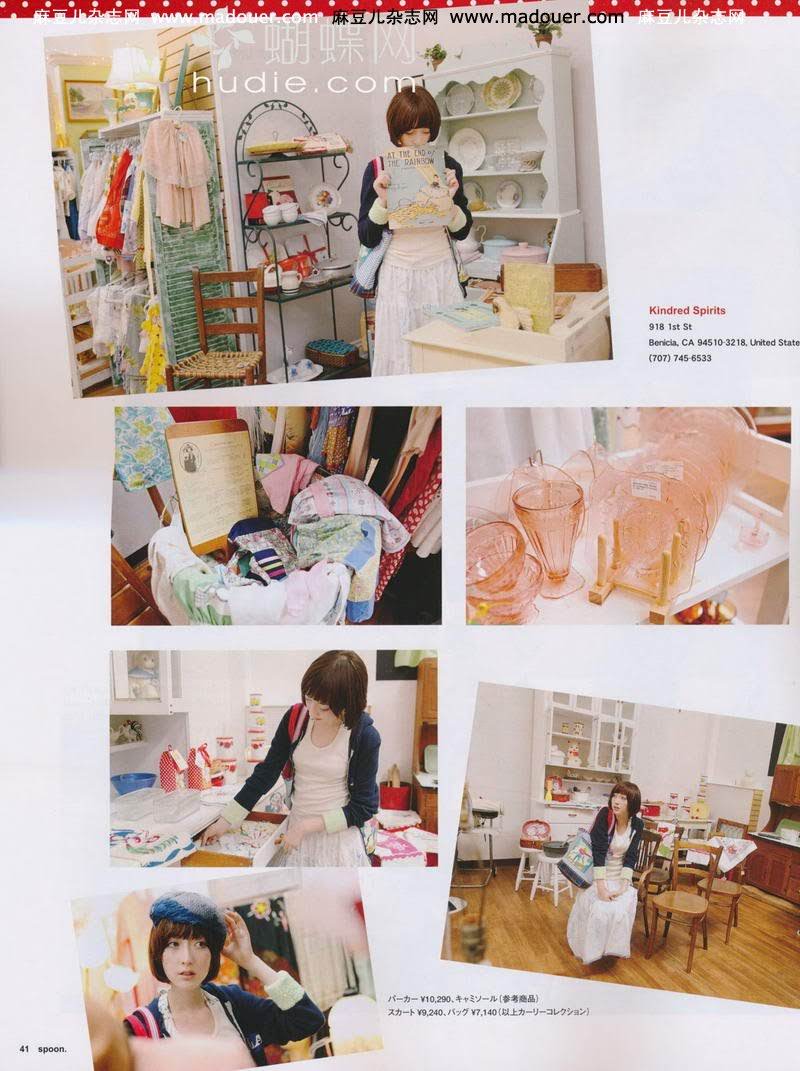 麻豆儿杂志网 www.madouer.com 麻豆儿杂志网 www.madouer.com 麻豆儿杂志网
蝴蝶网
hudie.com
AT THE END OF
THE RAINBOW
Kindred Spirits
918 1st St
Benicia, CA 94510-3218, United State
(707) 745-6533
パーカー ¥10,290、キャミソール(参考商品)
スカート ¥9,240、バッグ ¥7,140(以上カーリーコレクション)
41 spoon.